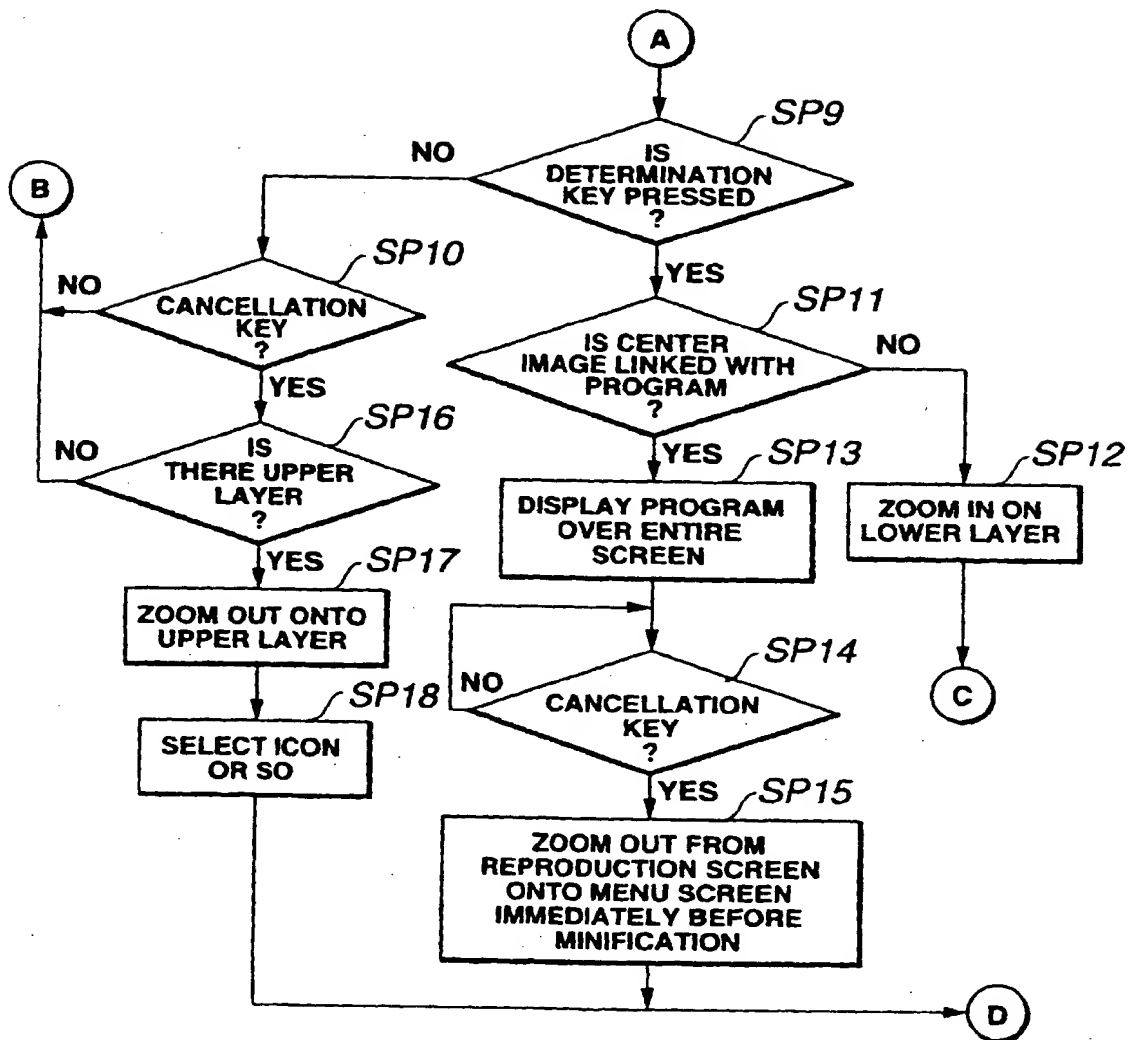 A
SP9
NO
IS
DETERMINATION
KEY PRESSED
?
B
SP10
YES
NO
CANCELLATION
KEY
?
SP11
IS CENTER
IMAGE LINKED WITH
PROGRAM
?
NO
YES
SP16
NO
IS
THERE UPPER
LAYER
?
YES
SP13
DISPLAY PROGRAM
OVER ENTIRE
SCREEN
SP12
ZOOM IN ON
LOWER LAYER
YES
SP17
ZOOM OUT ONTO
UPPER LAYER
SP14
NO
CANCELLATION
KEY
?
C
SP18
SELECT ICON
OR SO
YES
SP15
ZOOM OUT FROM
REPRODUCTION SCREEN
ONTO MENU SCREEN
IMMEDIATELY BEFORE
MINIFICATION
D